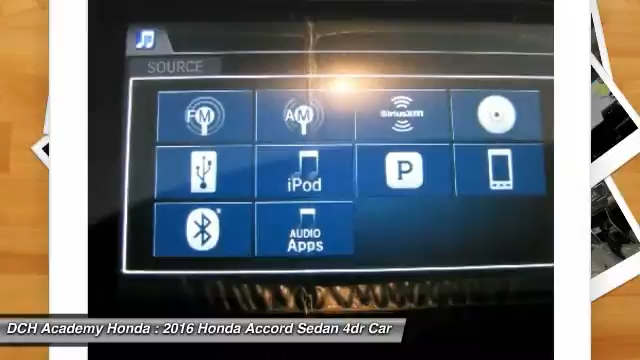 SOURCE
FM
AM
SiriusXM
iPod
P
AUDIO
Apps
DCH Academy Honda : 2016 Honda Accord Sedan 4dr Car